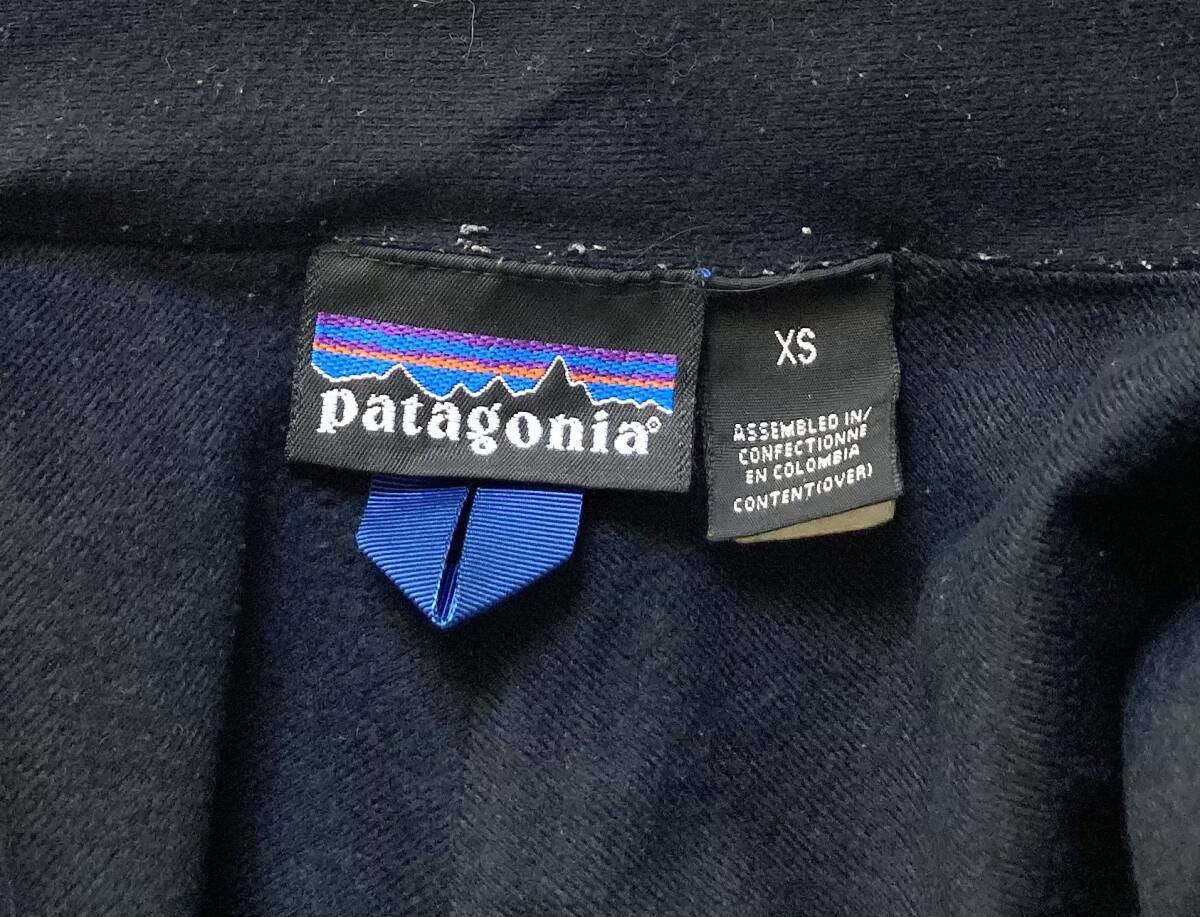 patagonia®
XS
ASSEMBLED IN/
CONFECTIONNE
EN COLOMBIA
CONTENT(OVER)